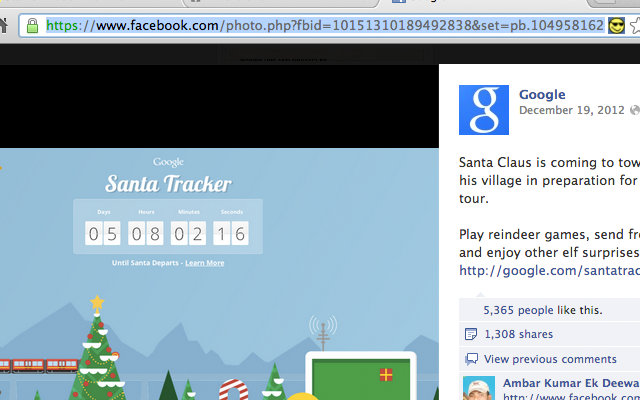 https://www.facebook.com/photo.php?fbid=10151310189492838&set=pb.104958162
Google
December 19, 2012
Santa Claus is coming to tow
his village in preparation for
tour.
Play reindeer games, send fr
and enjoy other elf surprises
http://google.com/santatrac
5,365 people like this.
1,308 shares
View previous comments
Ambar Kumar Ek Deewa
http://www.facebook.com
g
Google
Santa Tracker
Days Hours Minutes Seconds
05 08 02 16
Until Santa Departs - Learn More